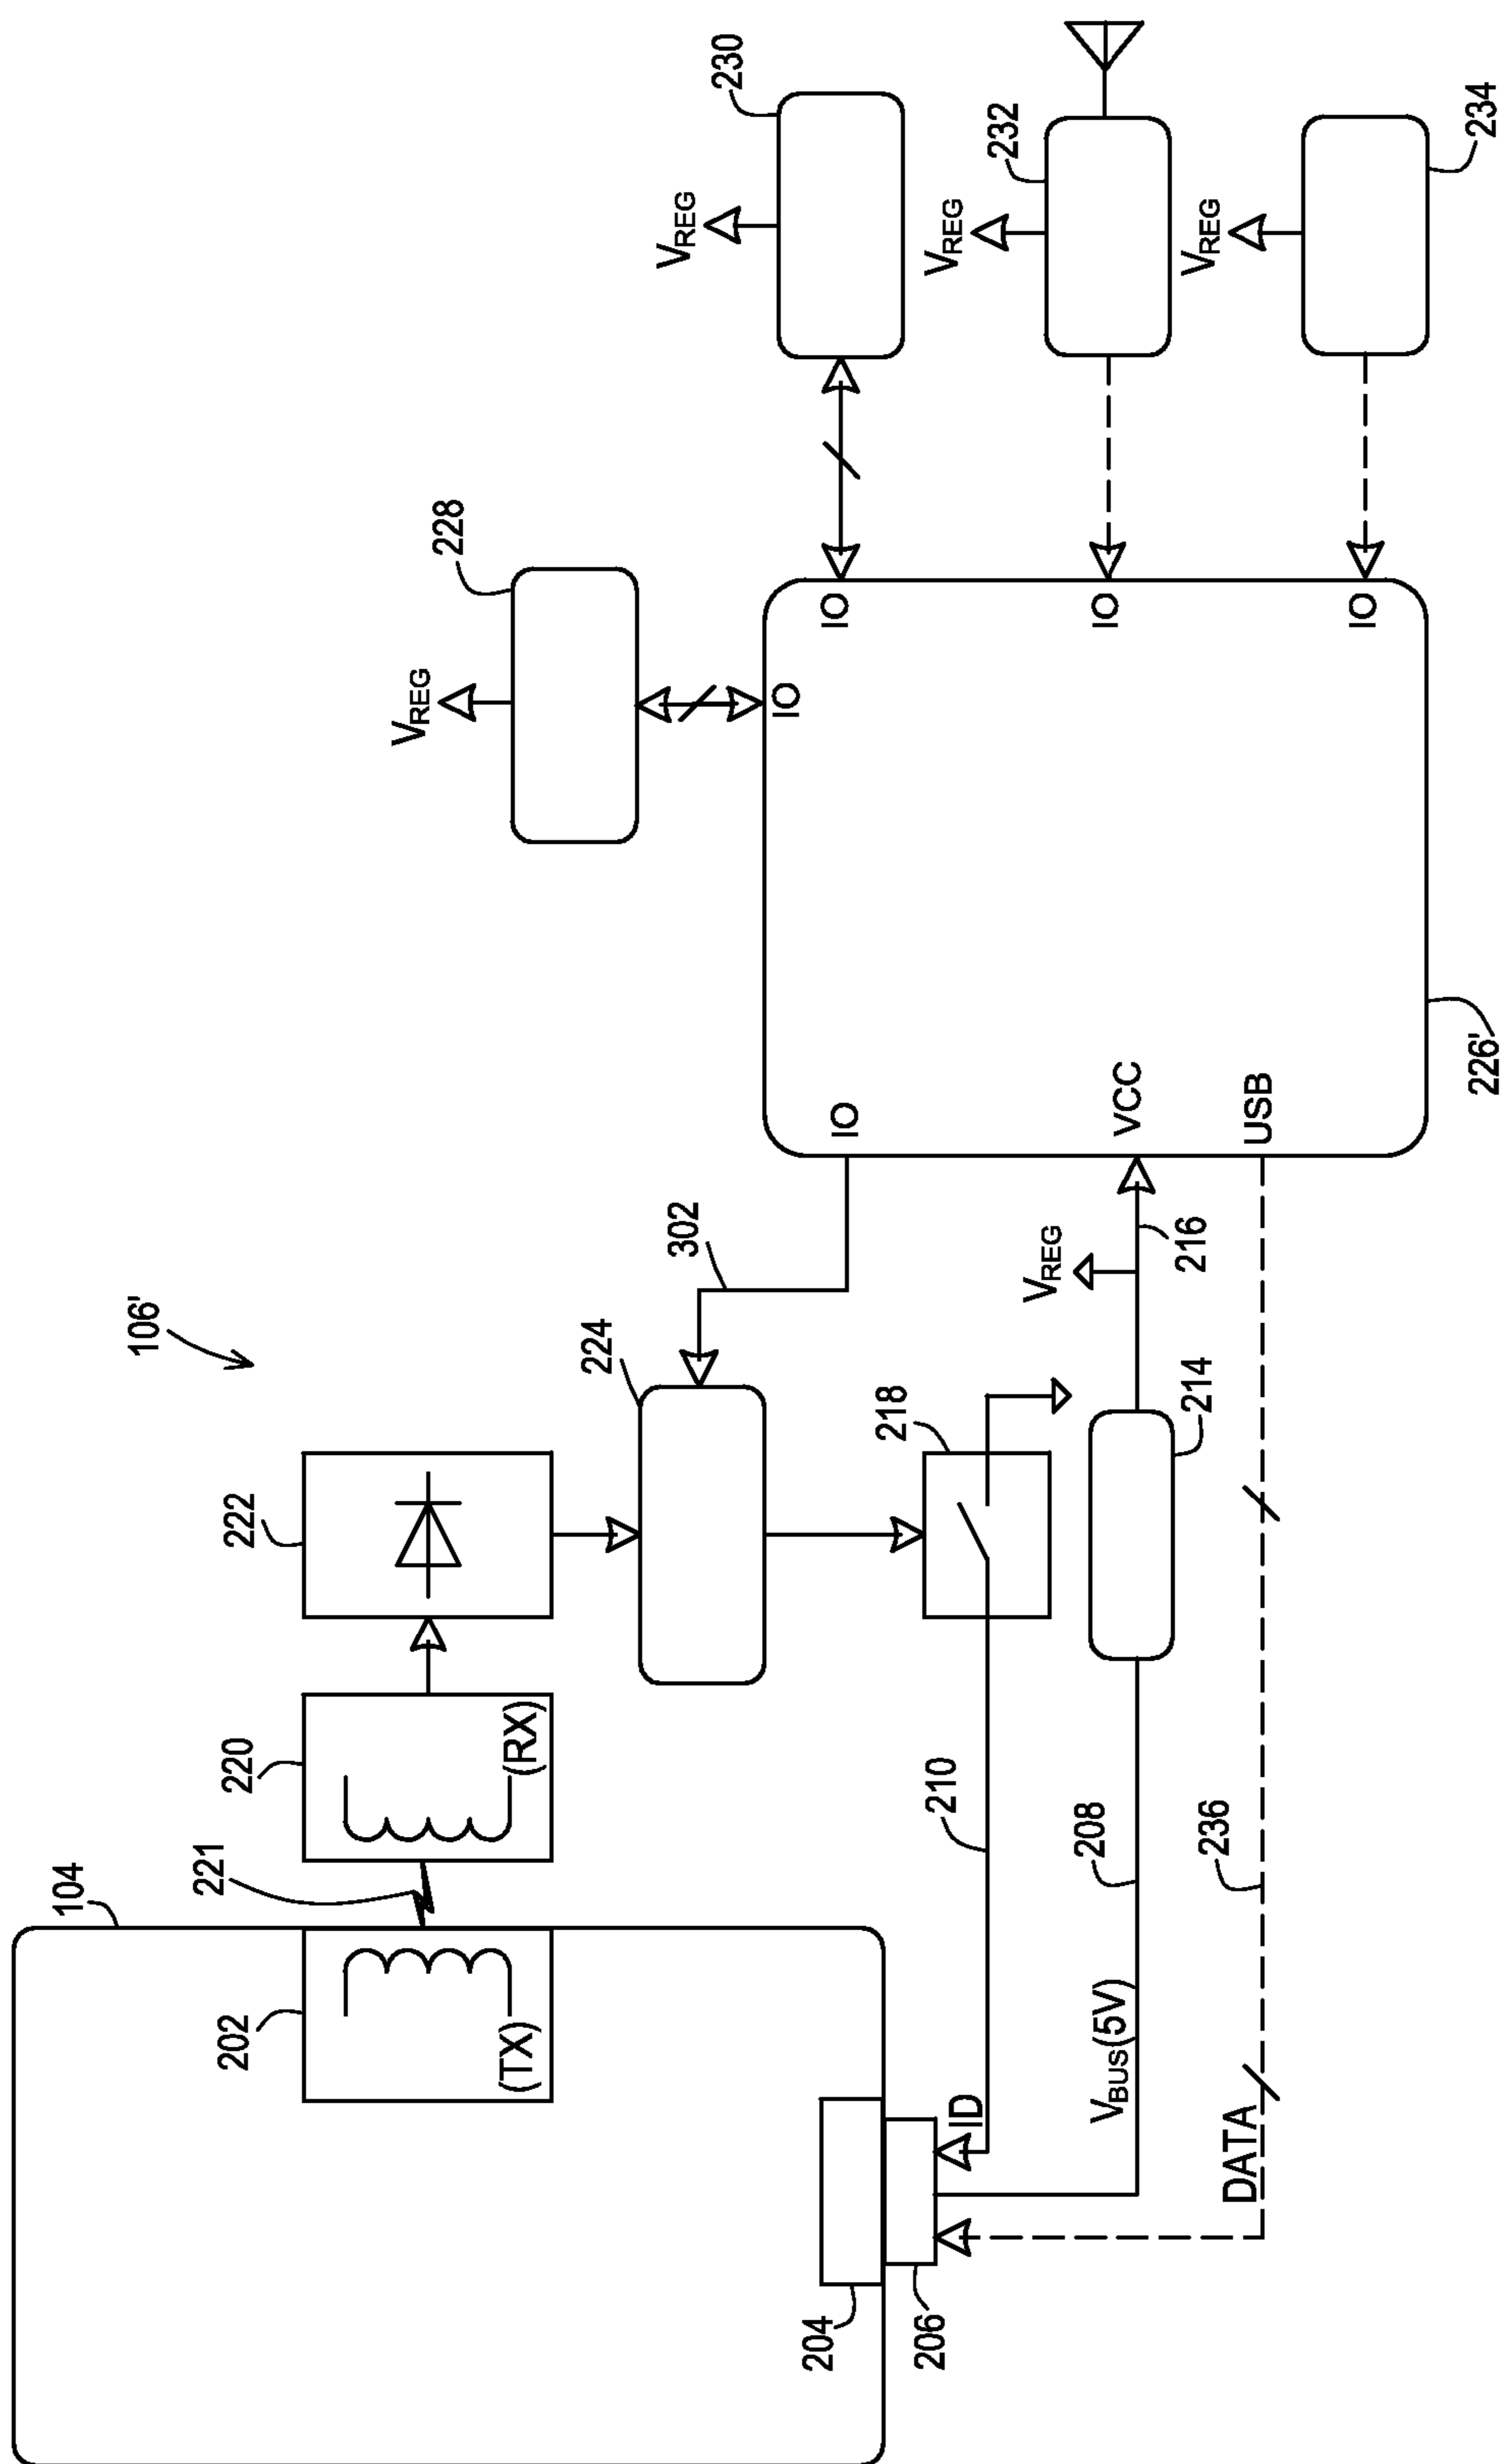 106'
104
202
(TX)
221
220
(RX)
222
224
302
204
206
ID
210
218
VBUS(5V)
208
214
VREG
216
DATA
236
IO
VCC
USB
226'
IO
228
VREG
IO
IO
IO
230
VREG
232
VREG
234
VREG